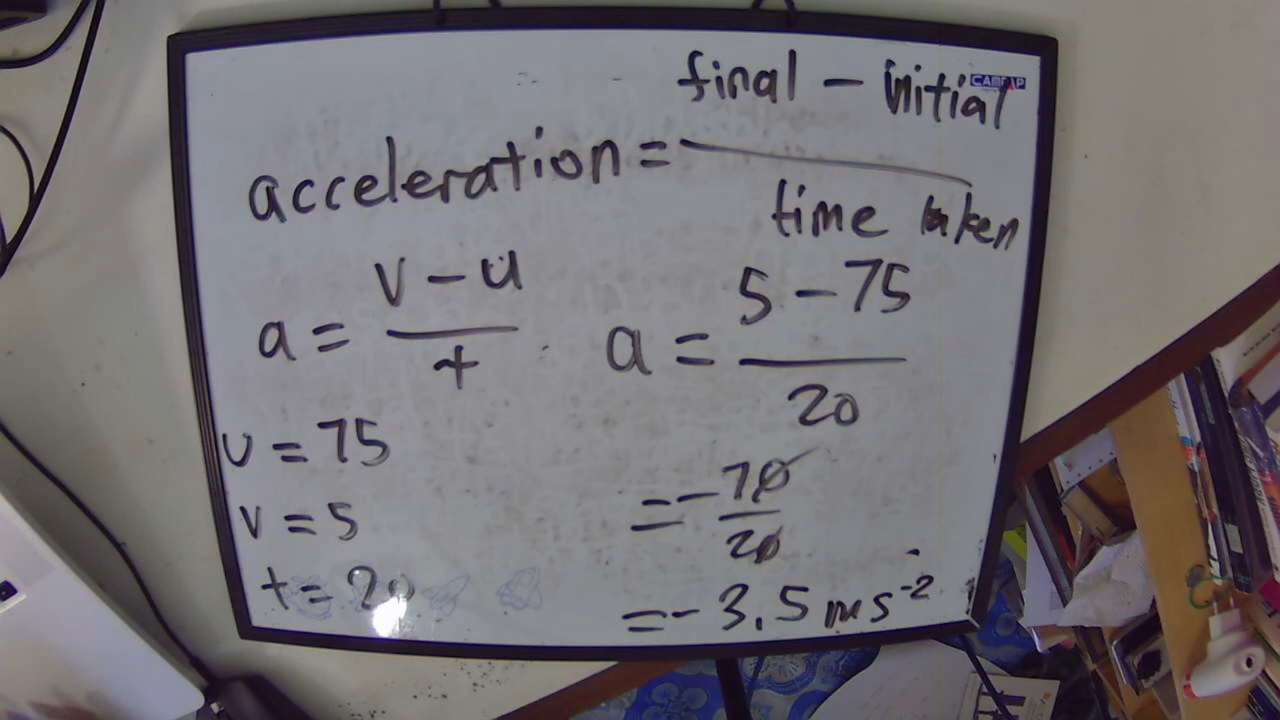 final - initial
acceleration = 
time taken
a = v - u / t
a = 5 - 75 / 20
u = 75
v = 5
t = 20
= - 70 / 20
= - 3.5 ms⁻²